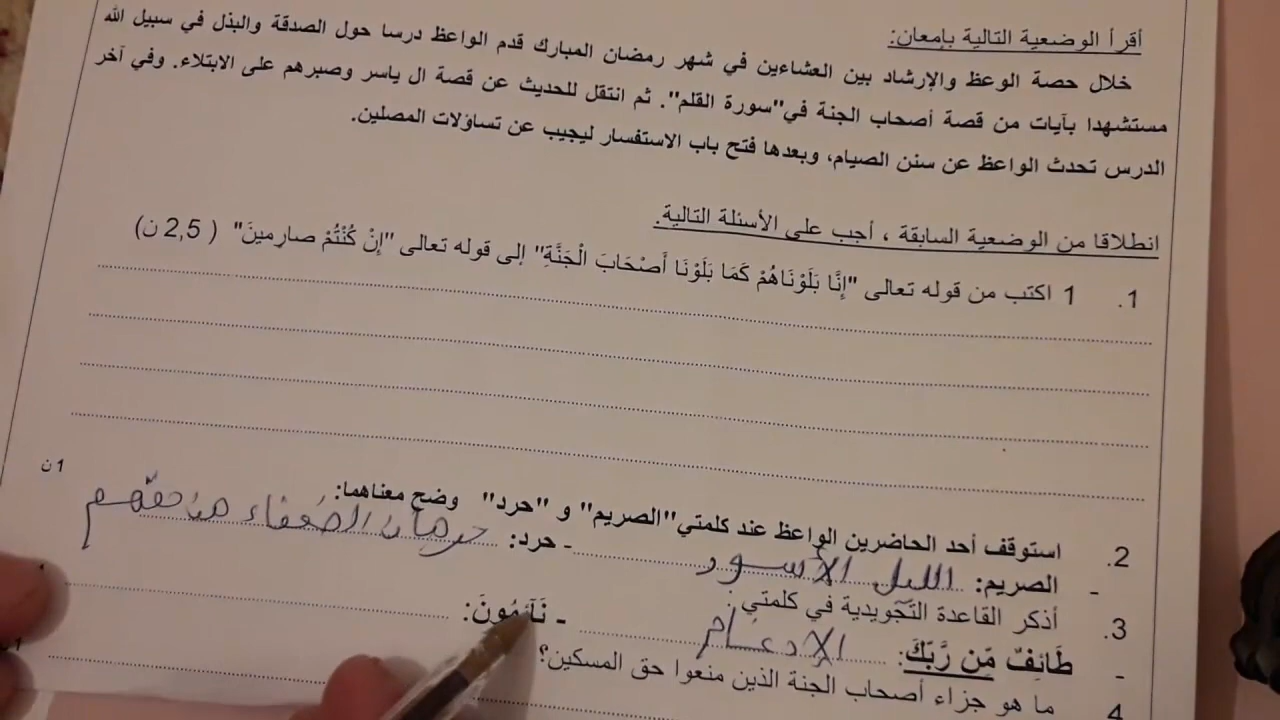 أقرأ الوضعية التالية بإمعان:
خلال حصة الوعظ والإرشاد بين العشاءين في شهر رمضان المبارك قدم الواعظ درسا حول الصدقة والبذل في سبيل الله
مستشهدا بآيات من قصة أصحاب الجنة في"سورة القلم". ثم انتقل للحديث عن قصة ال ياسر وصبرهم على الابتلاء. وفي آخر
الدرس تحدث الواعظ عن سنن الصيام، وبعدها فتح باب الاستفسار ليجيب عن تساؤلات المصلين.
انطلاقا من الوضعية السابقة ، أجب على الأسئلة التالية.
1. 1 اكتب من قوله تعالى "إِنَّا بَلَوْنَاهُمْ كَمَا بَلَوْنَا أَصْحَابَ الْجَنَّةِ" إلى قوله تعالى "إِنْ كُنْتُمْ صارِمينَ" ( 2,5 ن)
2. استوقف أحد الحاضرين الواعظ عند كلمتي"الصريم" و "حرد" وضح معناهما: 1 ن
- الصريم: الليل الأسود - حرد: حرمان الضعفاء من حقهم
3. أذكر القاعدة التَّجويدية في كلمتي:
- طَائِفٌ مِّن رَّبِّكَ: الإدغام - نَآئِمُونَ:
4 ما هو جزاء أصحاب الجنة الذين منعوا حق المسكين؟